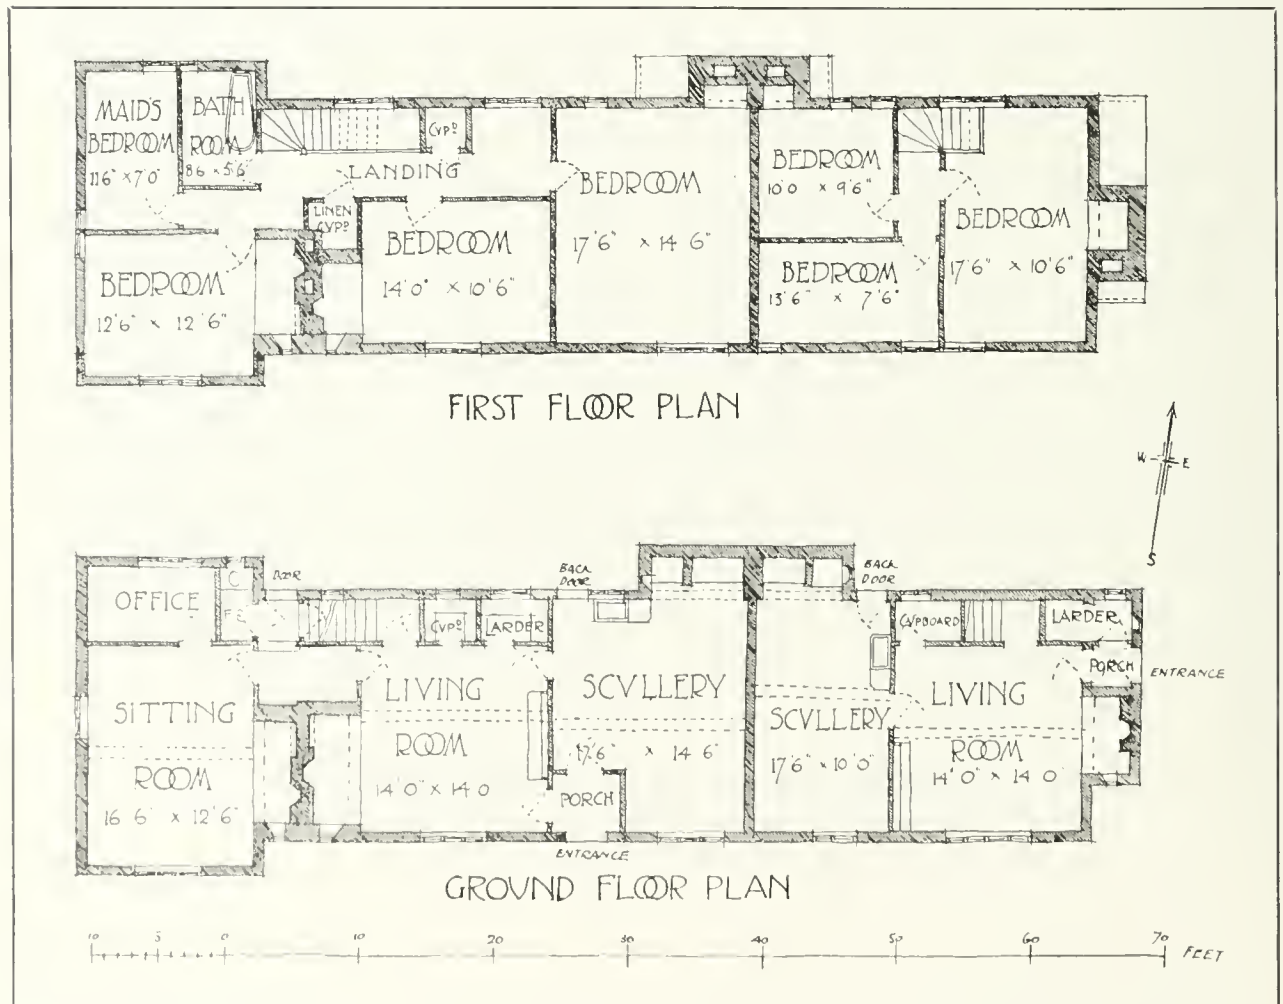 MAID'S
BEDROOM
11'6" × 7'0"
BATH
ROOM
8'6 × 5'6"
CVPD
LANDING
LINEN
CVPD
BEDROOM
12'6" × 12'6"
BEDROOM
14'0" × 10'6"
BEDROOM
17'6" × 14'6"
BEDROOM
10'0 × 9'6"
BEDROOM
13'6" × 7'6"
BEDROOM
17'6" × 10'6"
FIRST FLOOR PLAN
W E
S
OFFICE
C
DOOR
SITTING
ROOM
16'6" × 12'6"
CVPD
LARDER
BACK
DOOR
LIVING
ROOM
14'0" × 14'0
SCVLLERY
17'6" × 14'6"
PORCH
ENTRANCE
BACK
DOOR
SCVLLERY
17'6" × 10'0"
CVPBOARD
LARDER
PORCH
ENTRANCE
LIVING
ROOM
14'0" × 14'0
GROUND FLOOR PLAN
10 5 0 10 20 30 40 50 60 70 FEET